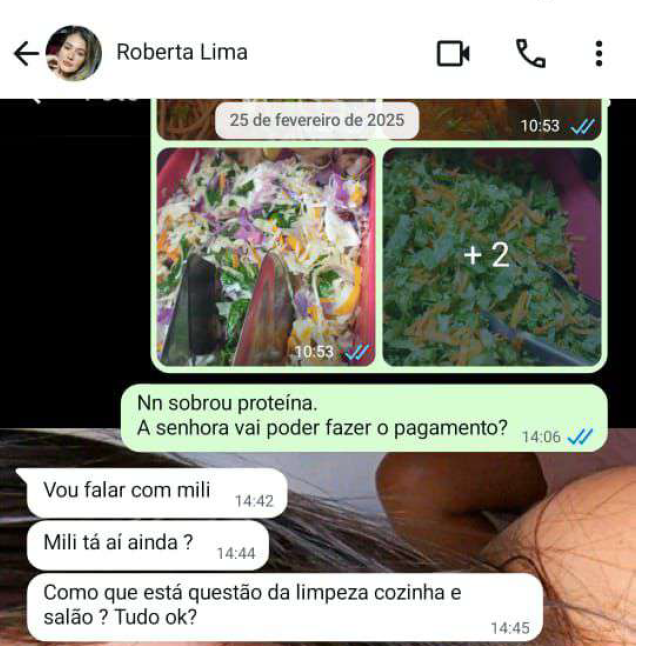 Roberta Lima
25 de fevereiro de 2025
10:53
+ 2
10:53
Nn sobrou proteína.
A senhora vai poder fazer o pagamento? 14:06
Vou falar com mili 14:42
Mili tá aí ainda ? 14:44
Como que está questão da limpeza cozinha e
salão ? Tudo ok? 14:45